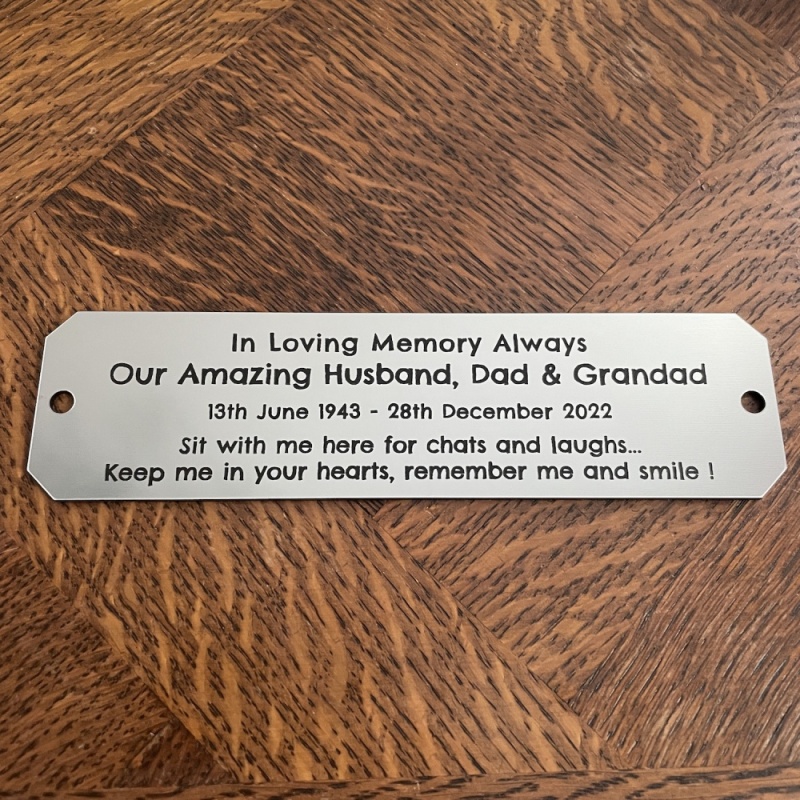 In Loving Memory Always
Our Amazing Husband, Dad & Grandad
13th June 1943 - 28th December 2022
Sit with me here for chats and laughs...
Keep me in your hearts, remember me and smile !